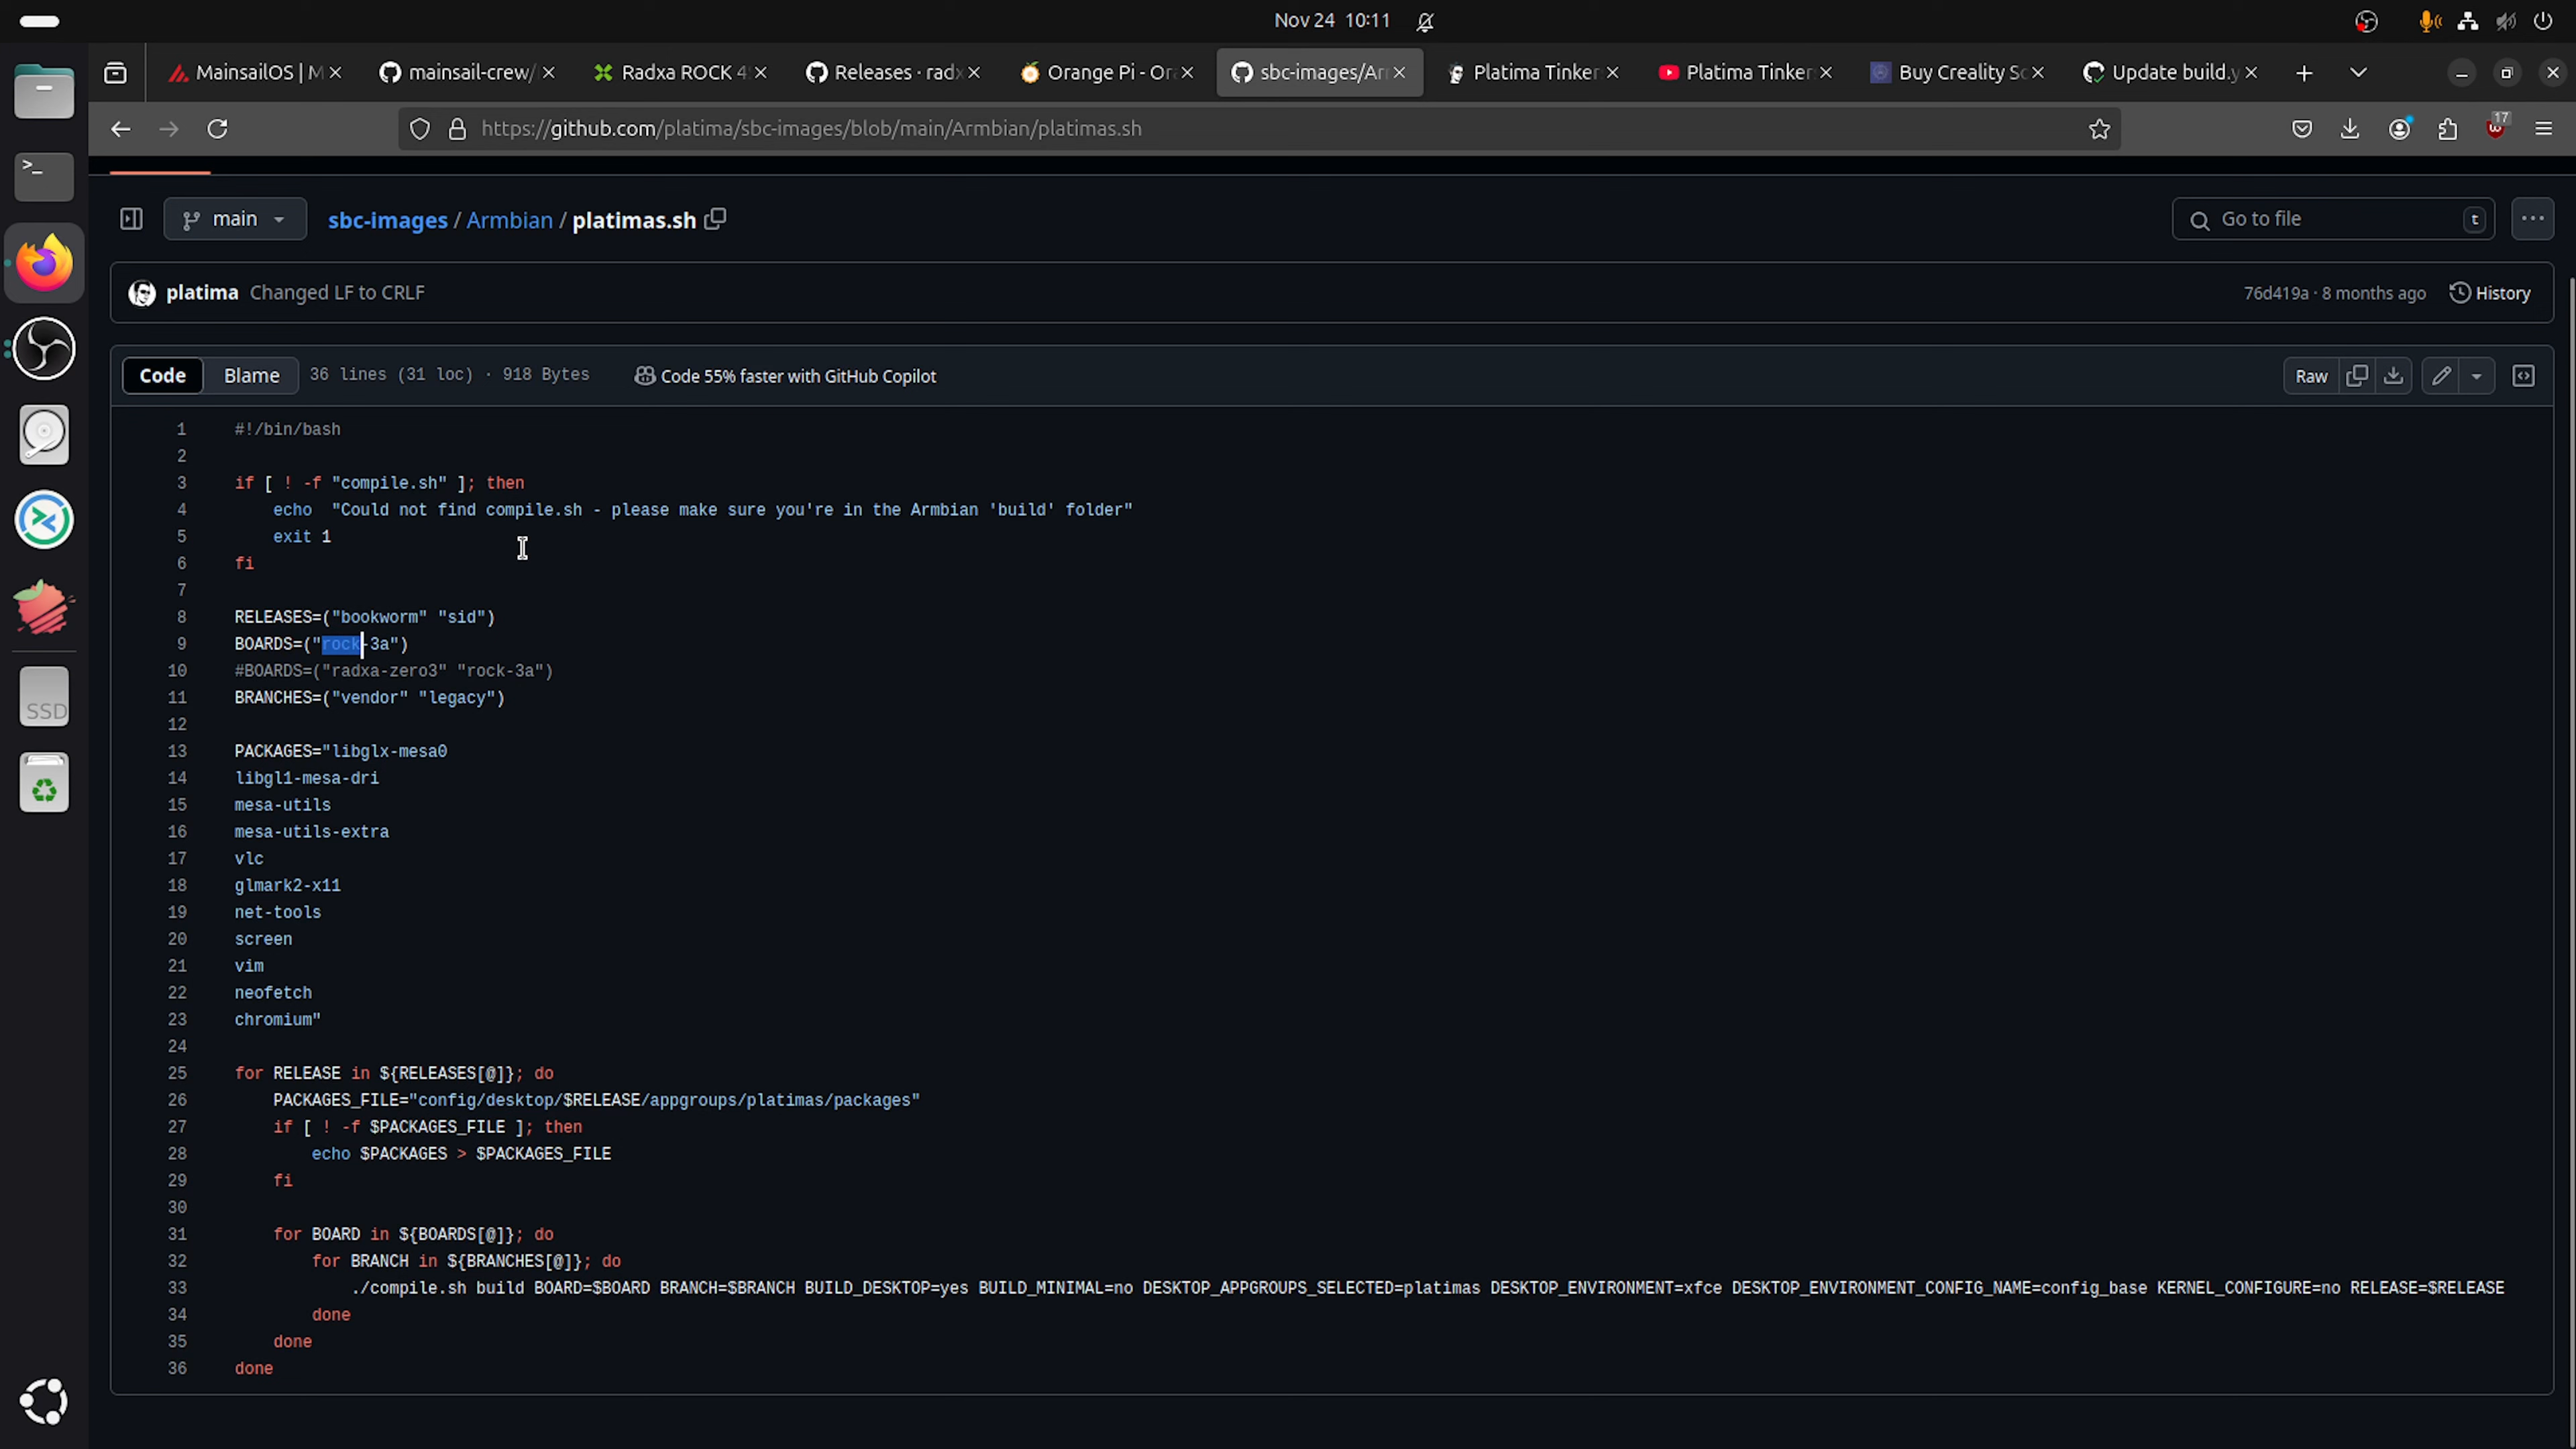 Nov 24 10:11
MainsailOS | M
mainsail-crew/
Radxa ROCK 4
Releases · radx
Orange Pi - Ora
sbc-images/Arr
Platima Tinker
Platima Tinker
Buy Creality So
Update build.y
https://github.com/platima/sbc-images/blob/main/Armbian/platimas.sh
17
main
sbc-images / Armbian / platimas.sh
Go to file
t
platima Changed LF to CRLF
76d419a · 8 months ago
History
Code
Blame
36 lines (31 loc) · 918 Bytes
Code 55% faster with GitHub Copilot
Raw
1 #!/bin/bash
2
3 if [ ! -f "compile.sh" ]; then
4 echo  "Could not find compile.sh - please make sure you're in the Armbian 'build' folder"
5 exit 1
6 fi
7
8 RELEASES=("bookworm" "sid")
9 BOARDS=("rock-3a")
10 #BOARDS=("radxa-zero3" "rock-3a")
11 BRANCHES=("vendor" "legacy")
12
13 PACKAGES="libglx-mesa0
14 libgl1-mesa-dri
15 mesa-utils
16 mesa-utils-extra
17 vlc
18 glmark2-x11
19 net-tools
20 screen
21 vim
22 neofetch
23 chromium"
24
25 for RELEASE in ${RELEASES[@]}; do
26 PACKAGES_FILE="config/desktop/$RELEASE/appgroups/platimas/packages"
27 if [ ! -f $PACKAGES_FILE ]; then
28 echo $PACKAGES > $PACKAGES_FILE
29 fi
30
31 for BOARD in ${BOARDS[@]}; do
32 for BRANCH in ${BRANCHES[@]}; do
33 ./compile.sh build BOARD=$BOARD BRANCH=$BRANCH BUILD_DESKTOP=yes BUILD_MINIMAL=no DESKTOP_APPGROUPS_SELECTED=platimas DESKTOP_ENVIRONMENT=xfce DESKTOP_ENVIRONMENT_CONFIG_NAME=config_base KERNEL_CONFIGURE=no RELEASE=$RELEASE
34 done
35 done
36 done
SSD